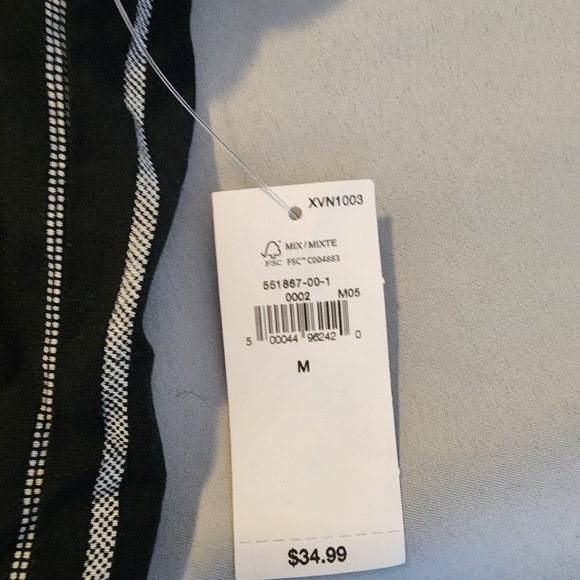 XVN1003
MIX / MIXTE
FSC FSC™ C004883
551867-00-1
0002 M05
5 00044 96242 0
M
$34.99